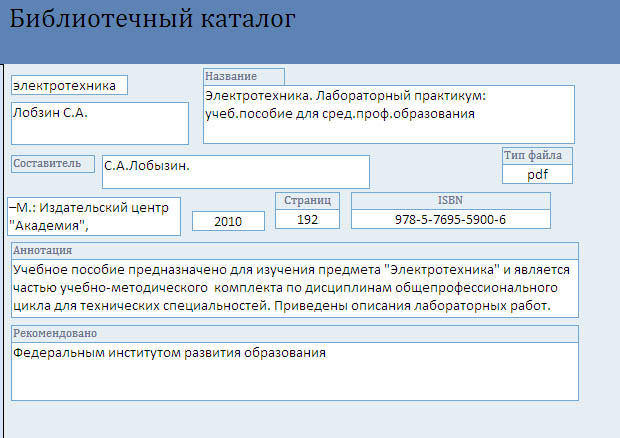 Библиотечный каталог
электротехника
Название
Лобзин С.А.
Электротехника. Лабораторный практикум:
учеб.пособие для сред.проф.образования
Составитель
С.А.Лобызин.
Тип файла
pdf
–М.: Издательский центр
"Академия",
2010
Страниц
192
ISBN
978-5-7695-5900-6
Аннотация
Учебное пособие предназначено для изучения предмета "Электротехника" и является
частью учебно-методического комплекта по дисциплинам общепрофессионального
цикла для технических специальностей. Приведены описания лабораторных работ.
Рекомендовано
Федеральным институтом развития образования